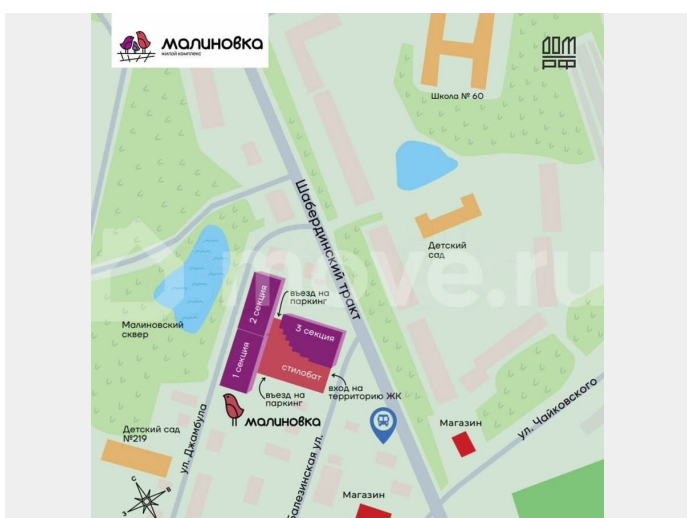 малиновка
жилой комплекс
ДОМ
РФ
Школа № 60
Шабердинский тракт
Детский
сад
move.ru
въезд на
паркинг
2 секция
3 секция
Малиновский
сквер
1 секция
стилобат
вход на
территорию ЖК
въезд на
паркинг
малиновка
ул. Джамбула
Магазин
ул. Чайковского
Детский сад
№219
Балезинская ул.
С
В
З
Магазин